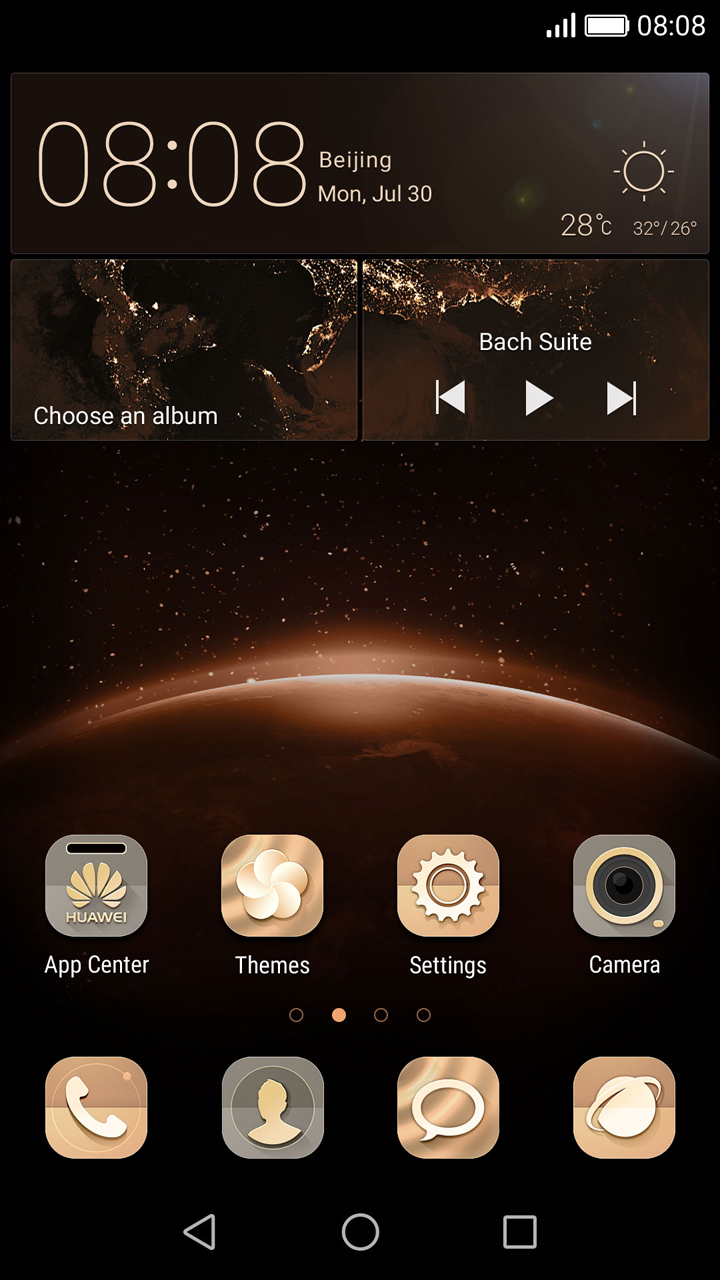 08:08
08:08
Beijing
Mon, Jul 30
28°C
32°/26°
Choose an album
Bach Suite
HUAWEI
App Center
Themes
Settings
Camera